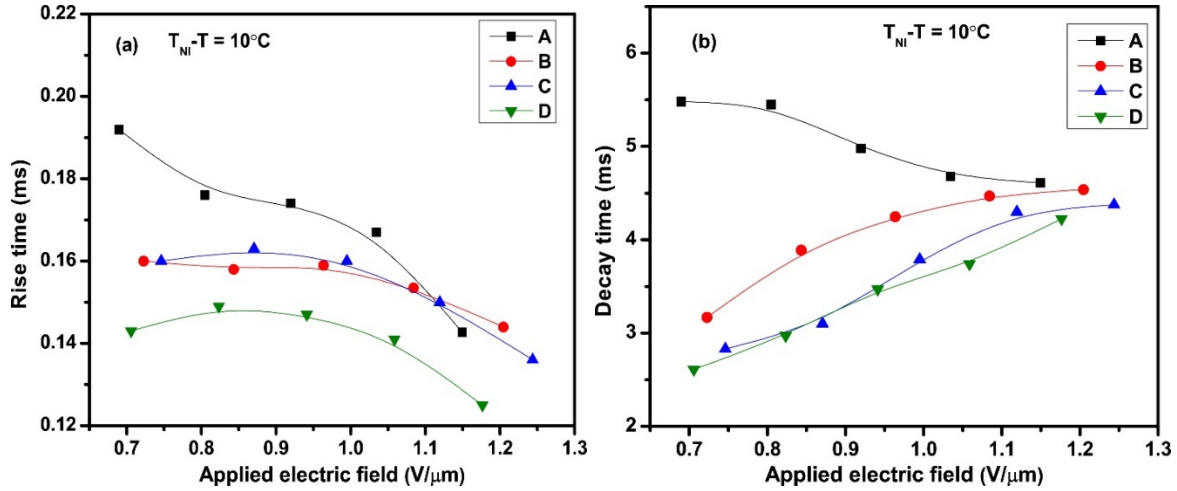 (a)
T_NI-T = 10°C
A
B
C
D
0.22
0.20
0.18
0.16
0.14
0.12
Rise time (ms)
0.7 0.8 0.9 1.0 1.1 1.2 1.3
Applied electric field (V/μm)
(b)
T_NI-T = 10°C
A
B
C
D
6
5
4
3
2
Decay time (ms)
0.7 0.8 0.9 1.0 1.1 1.2 1.3
Applied electric field (V/μm)